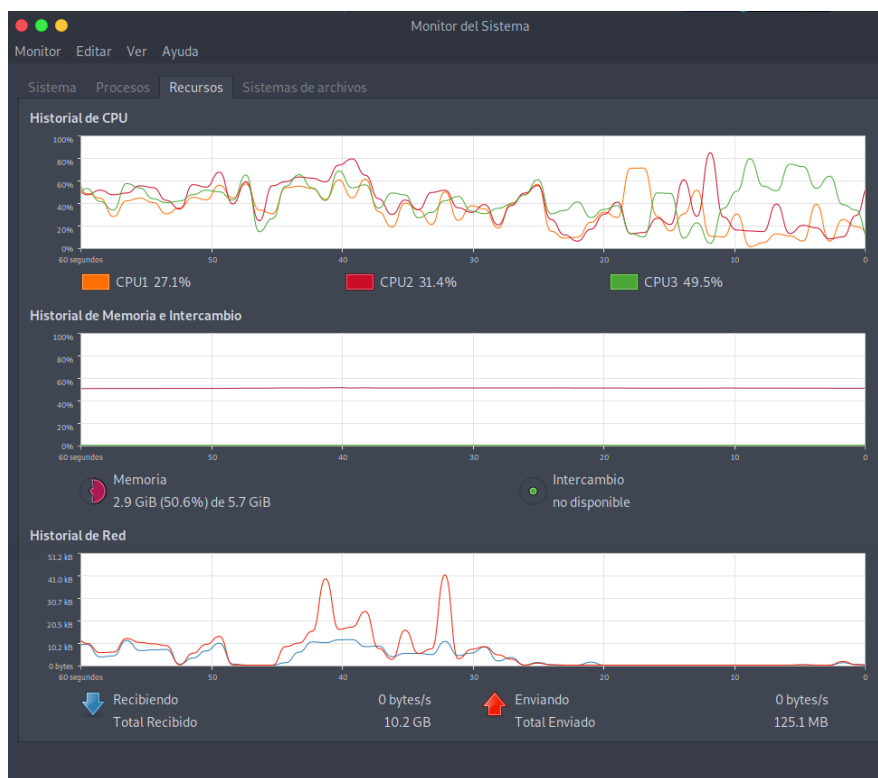 Monitor del Sistema
Monitor Editar Ver Ayuda
Sistema Procesos Recursos Sistemas de archivos
Historial de CPU
100%
80%
60%
40%
20%
0%
60 segundos 50 40 30 20 10 0
CPU1 27.1% CPU2 31.4% CPU3 49.5%
Historial de Memoria e Intercambio
100%
80%
60%
40%
20%
0%
60 segundos 50 40 30 20 10 0
Memoria Intercambio
2.9 GiB (50.6%) de 5.7 GiB no disponible
Historial de Red
51.2 kB
41.0 kB
30.7 kB
20.5 kB
10.2 kB
0 bytes
60 segundos 50 40 30 20 10 0
Recibiendo 0 bytes/s Enviando 0 bytes/s
Total Recibido 10.2 GB Total Enviado 125.1 MB